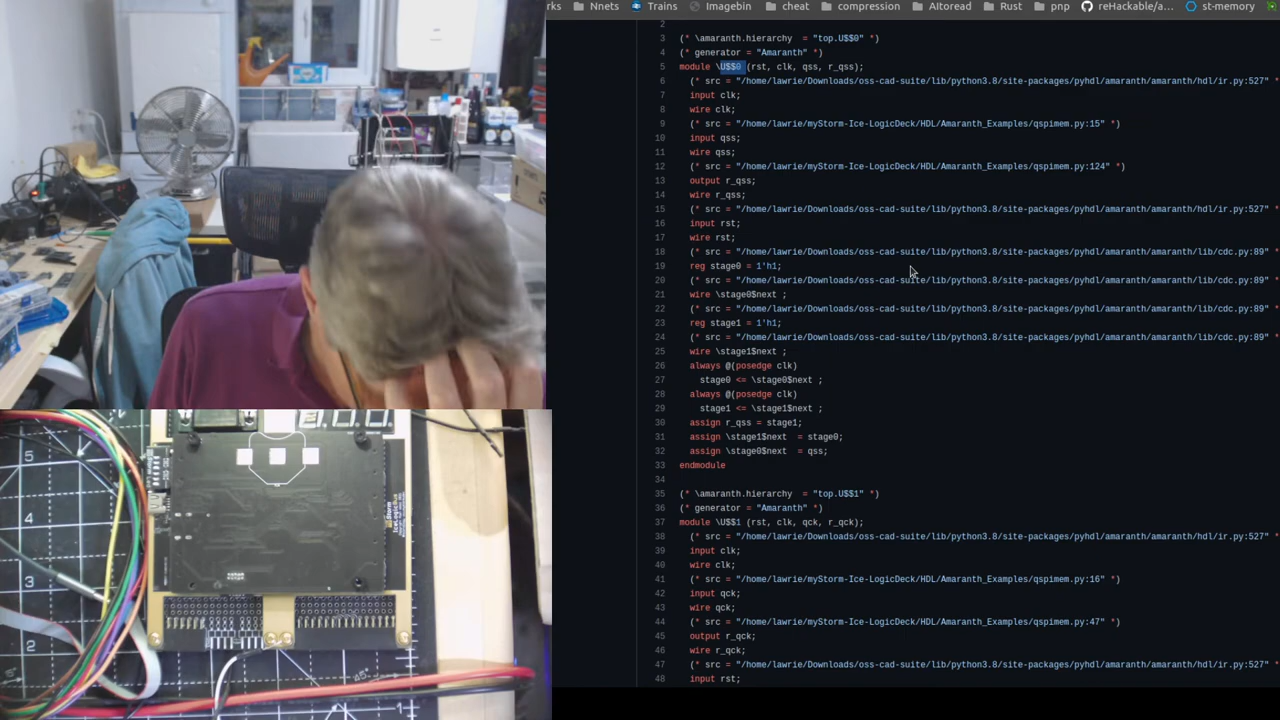 rks Nnets Trains Imagebin cheat compression AItoread Rust pnp reHackable/a... st-memory
2
3 (* \amaranth.hierarchy = "top.U$$0" *)
4 (* generator = "Amaranth" *)
5 module \U$$0 (rst, clk, qss, r_qss);
6 (* src = "/home/lawrie/Downloads/oss-cad-suite/lib/python3.8/site-packages/pyhdl/amaranth/amaranth/hdl/ir.py:527" *
7 input clk;
8 wire clk;
9 (* src = "/home/lawrie/myStorm-Ice-LogicDeck/HDL/Amaranth_Examples/qspimem.py:15" *)
10 input qss;
11 wire qss;
12 (* src = "/home/lawrie/myStorm-Ice-LogicDeck/HDL/Amaranth_Examples/qspimem.py:124" *)
13 output r_qss;
14 wire r_qss;
15 (* src = "/home/lawrie/Downloads/oss-cad-suite/lib/python3.8/site-packages/pyhdl/amaranth/amaranth/hdl/ir.py:527" *
16 input rst;
17 wire rst;
18 (* src = "/home/lawrie/Downloads/oss-cad-suite/lib/python3.8/site-packages/pyhdl/amaranth/amaranth/lib/cdc.py:89" *
19 reg stage0 = 1'h1;
20 (* src = "/home/lawrie/Downloads/oss-cad-suite/lib/python3.8/site-packages/pyhdl/amaranth/amaranth/lib/cdc.py:89" *
21 wire \stage0$next ;
22 (* src = "/home/lawrie/Downloads/oss-cad-suite/lib/python3.8/site-packages/pyhdl/amaranth/amaranth/lib/cdc.py:89" *
23 reg stage1 = 1'h1;
24 (* src = "/home/lawrie/Downloads/oss-cad-suite/lib/python3.8/site-packages/pyhdl/amaranth/amaranth/lib/cdc.py:89" *
25 wire \stage1$next ;
26 always @(posedge clk)
27 stage0 <= \stage0$next ;
28 always @(posedge clk)
29 stage1 <= \stage1$next ;
30 assign r_qss = stage1;
31 assign \stage1$next = stage0;
32 assign \stage0$next = qss;
33 endmodule
34
35 (* \amaranth.hierarchy = "top.U$$1" *)
36 (* generator = "Amaranth" *)
37 module \U$$1 (rst, clk, qck, r_qck);
38 (* src = "/home/lawrie/Downloads/oss-cad-suite/lib/python3.8/site-packages/pyhdl/amaranth/amaranth/hdl/ir.py:527" *
39 input clk;
40 wire clk;
41 (* src = "/home/lawrie/myStorm-Ice-LogicDeck/HDL/Amaranth_Examples/qspimem.py:16" *)
42 input qck;
43 wire qck;
44 (* src = "/home/lawrie/myStorm-Ice-LogicDeck/HDL/Amaranth_Examples/qspimem.py:47" *)
45 output r_qck;
46 wire r_qck;
47 (* src = "/home/lawrie/Downloads/oss-cad-suite/lib/python3.8/site-packages/pyhdl/amaranth/amaranth/hdl/ir.py:527" *
48 input rst;
5
4
3
2
1
45°